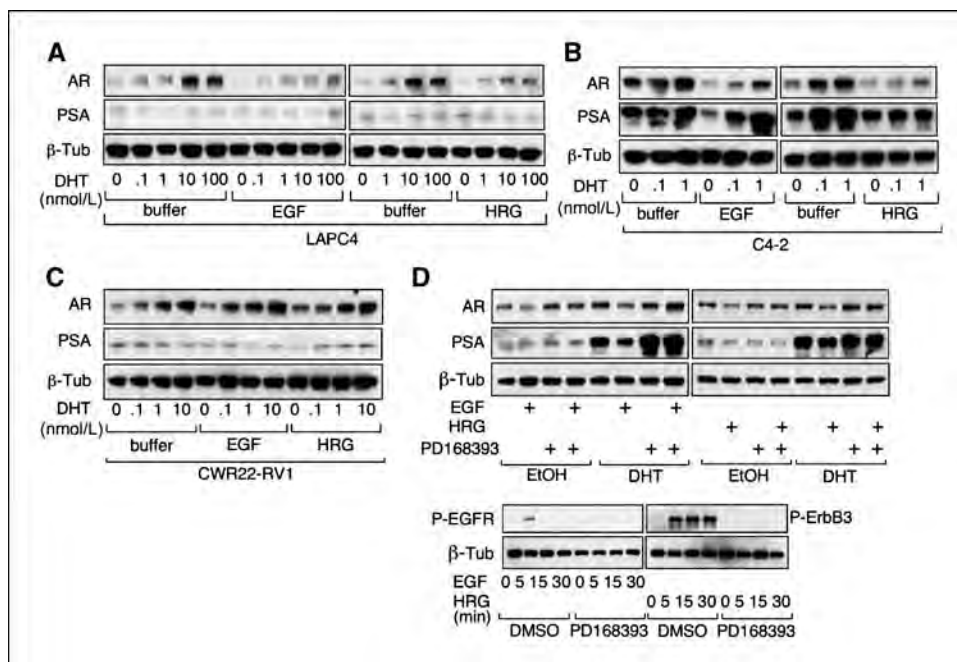 A
AR
PSA
β-Tub
DHT 0 .1 1 10 100 0 0.1 1 10 100 0 1 10 100 0 1 10 100
(nmol/L)
buffer EGF buffer HRG
LAPC4
B
AR
PSA
β-Tub
DHT 0 .1 1 0 .1 1 0 .1 1 0 .1 1
(nmol/L)
buffer EGF buffer HRG
C4-2
C
AR
PSA
β-Tub
DHT 0 .1 1 10 0 .1 1 10 0 .1 1 10
(nmol/L)
buffer EGF HRG
CWR22-RV1
D
AR
PSA
β-Tub
EGF + + + +
HRG + + + +
PD168393 + + + + + + + +
EtOH DHT EtOH DHT
P-EGFR P-ErbB3
β-Tub
EGF 0 5 15 30 0 5 15 30
HRG 0 5 15 30 0 5 15 30
(min)
DMSO PD168393 DMSO PD168393